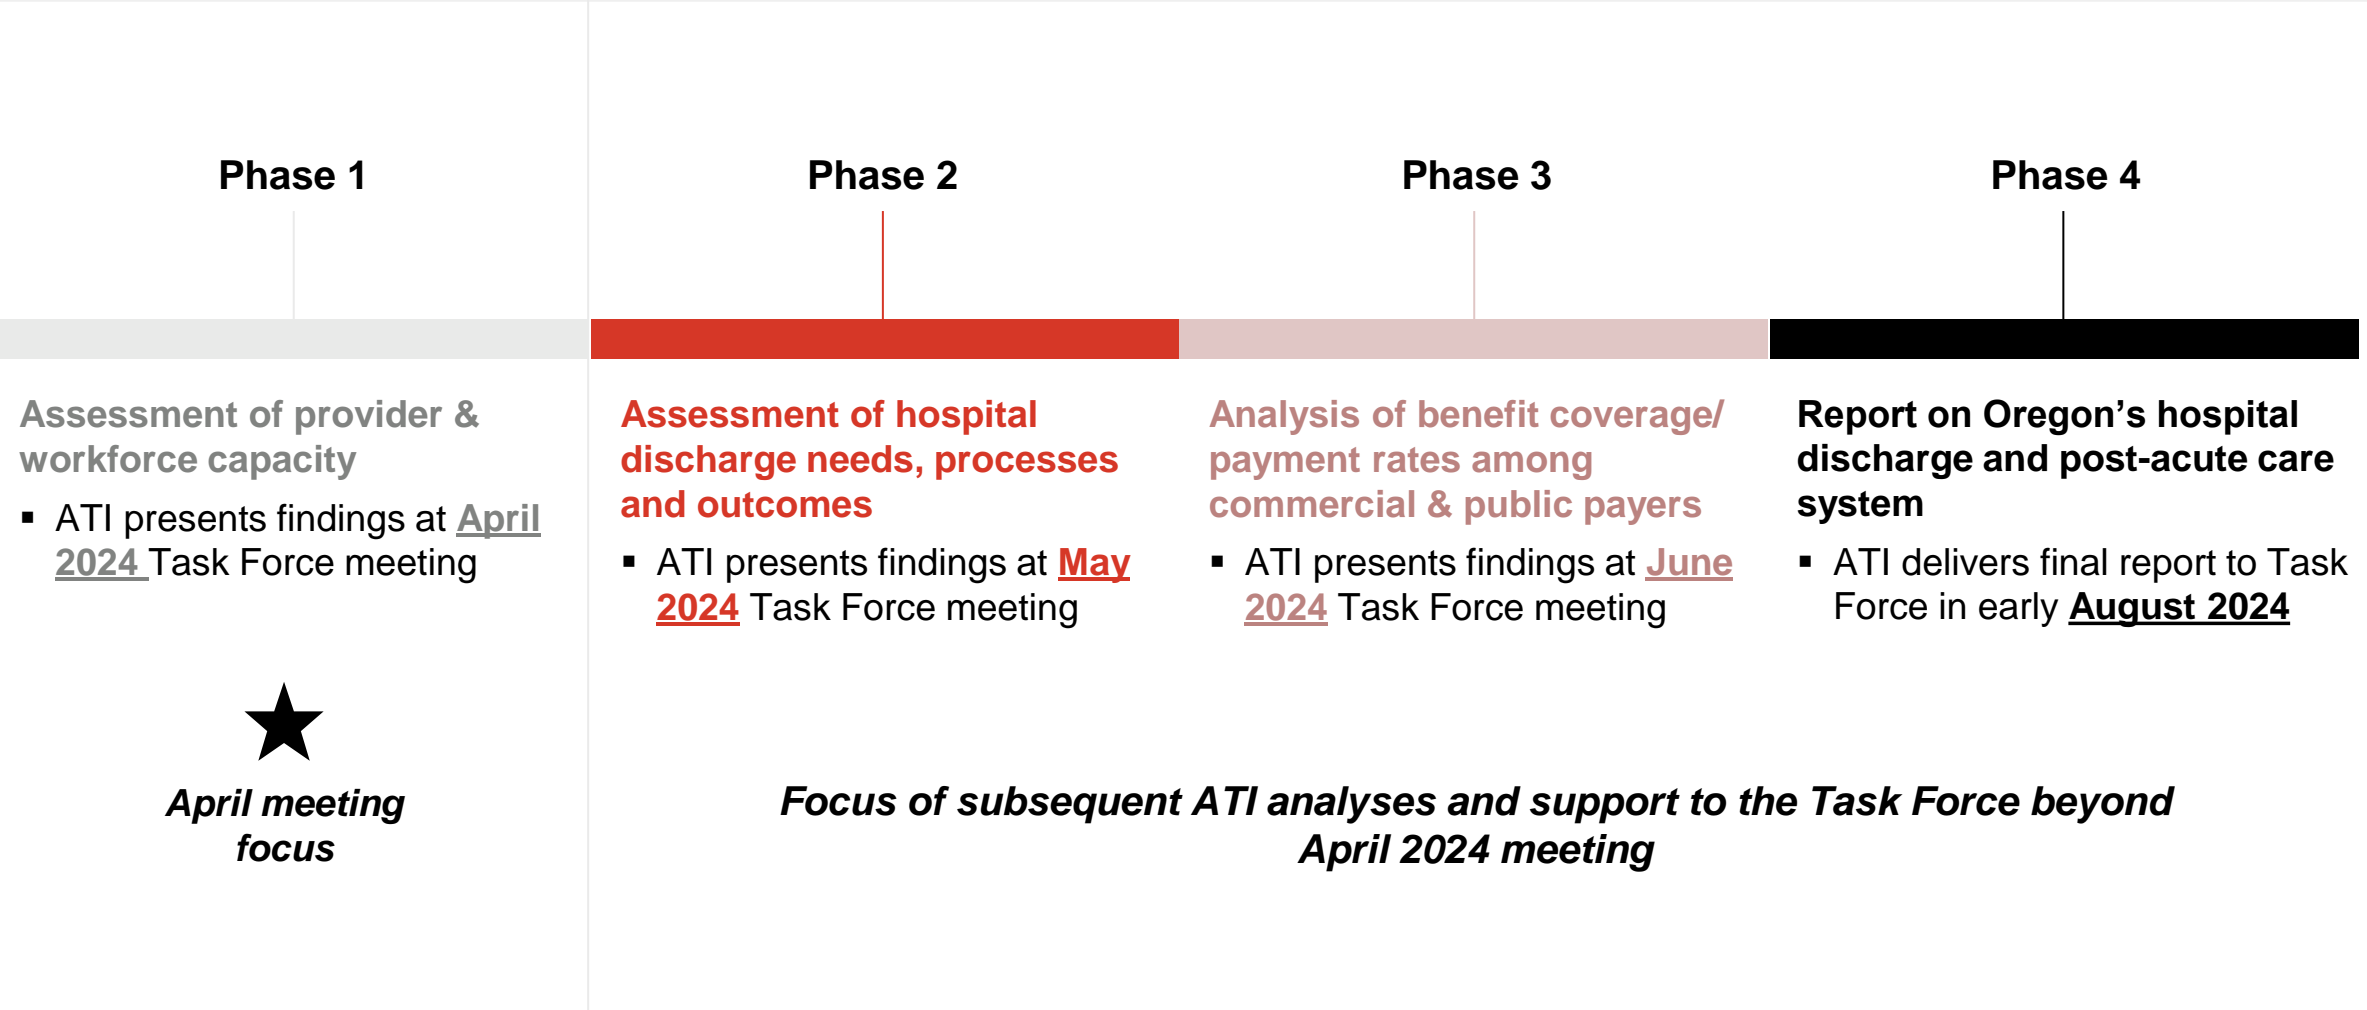 Phase 1
Phase 2
Phase 3
Phase 4
Assessment of provider &
workforce capacity
▪ ATI presents findings at April
2024 Task Force meeting
Assessment of hospital
discharge needs, processes
and outcomes
▪ ATI presents findings at May
2024 Task Force meeting
Analysis of benefit coverage/
payment rates among
commercial & public payers
▪ ATI presents findings at June
2024 Task Force meeting
Report on Oregon’s hospital
discharge and post-acute care
system
▪ ATI delivers final report to Task
Force in early August 2024
April meeting
focus
Focus of subsequent ATI analyses and support to the Task Force beyond
April 2024 meeting